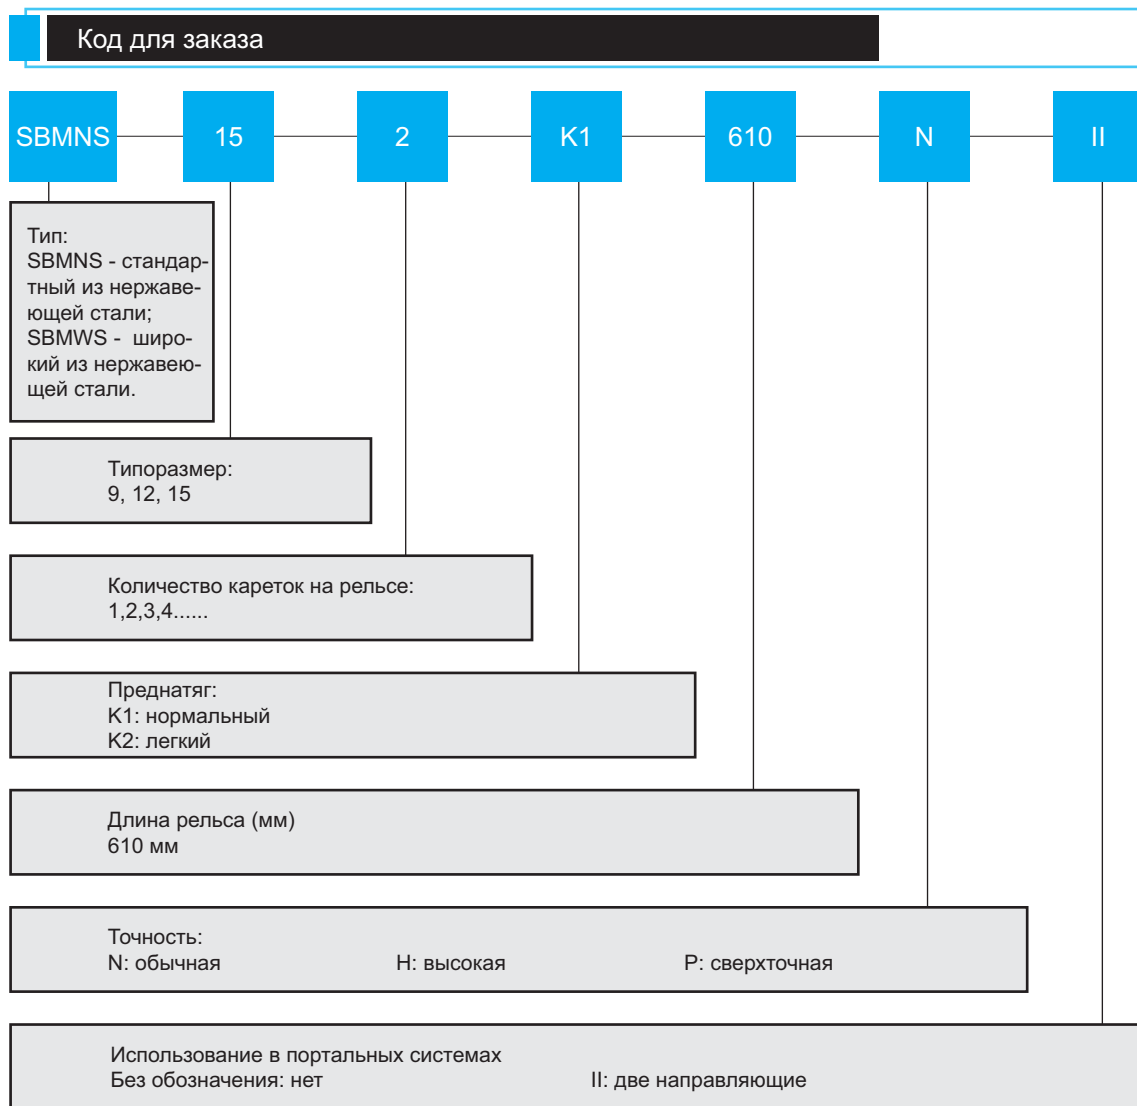 Код для заказа
SBMNS 15 2 K1 610 N II
Тип:
SBMNS - стандар-
тный из нержаве-
ющей стали;
SBMWS -  широ-
кий из нержавею-
щей стали.
Типоразмер:
9, 12, 15
Количество кареток на рельсе:
1,2,3,4......
Преднатяг:
K1: нормальный
K2: легкий
Длина рельса (мм)
610 мм
Точность:
N: обычная H: высокая P: сверхточная
Использование в портальных системах
Без обозначения: нет II: две направляющие